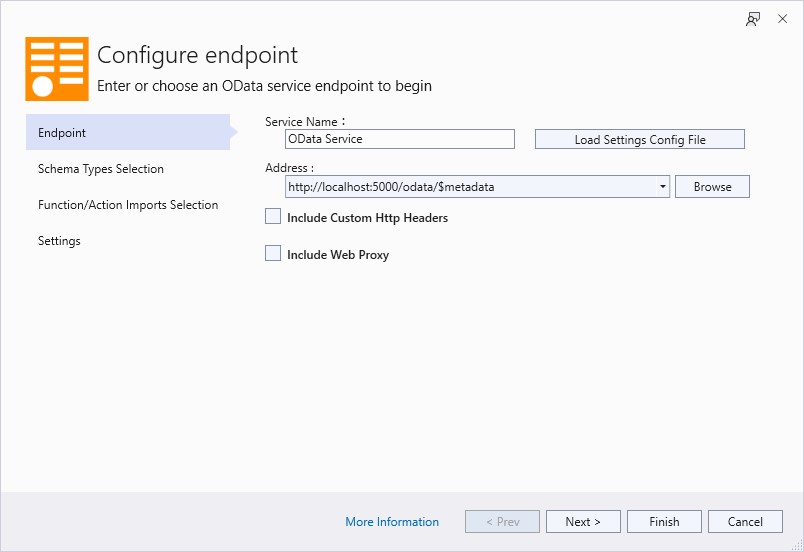 Configure endpoint
Enter or choose an OData service endpoint to begin
Endpoint
Schema Types Selection
Function/Action Imports Selection
Settings
Service Name :
OData Service
Load Settings Config File
Address :
http://localhost:5000/odata/$metadata
Browse
Include Custom Http Headers
Include Web Proxy
More Information
< Prev
Next >
Finish
Cancel